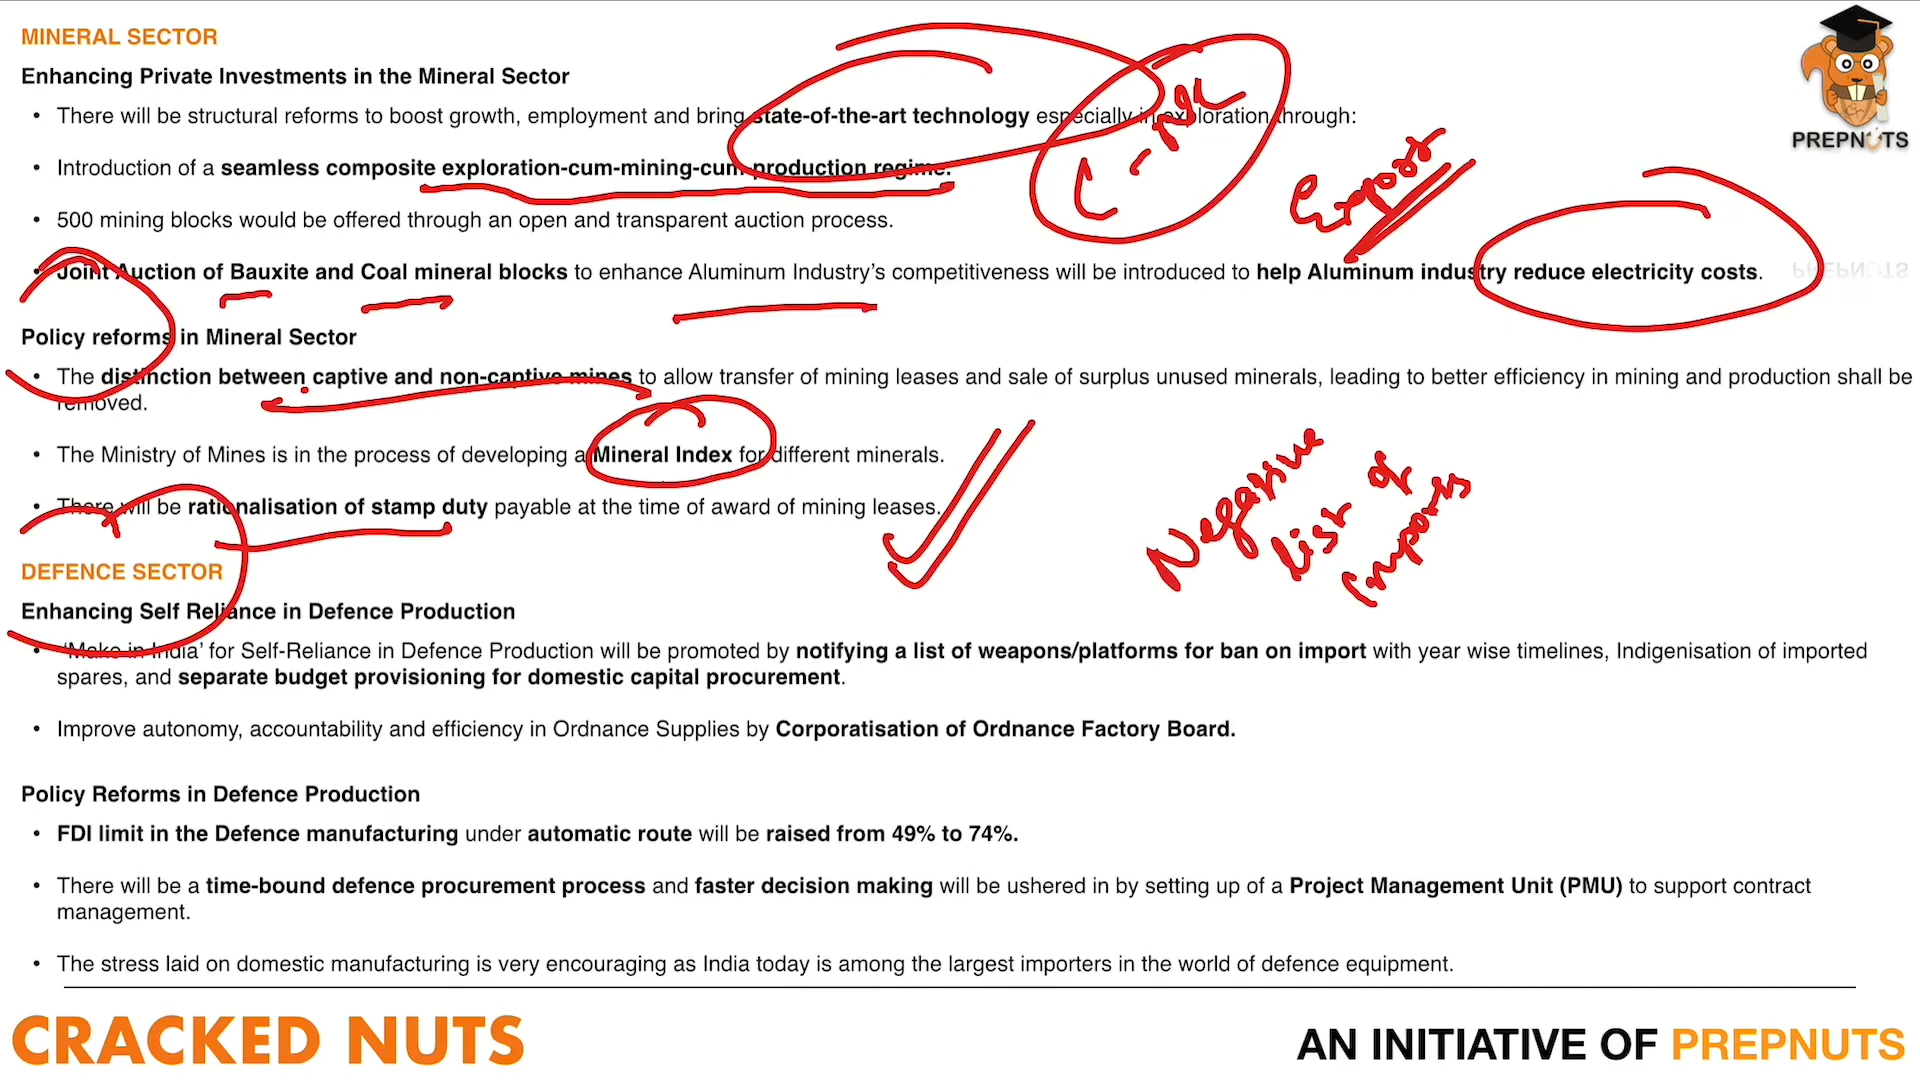 MINERAL SECTOR
Enhancing Private Investments in the Mineral Sector
• There will be structural reforms to boost growth, employment and bring state-of-the-art technology especially in exploration through:
• Introduction of a seamless composite exploration-cum-mining-cum-production regime.
• 500 mining blocks would be offered through an open and transparent auction process.
• Joint Auction of Bauxite and Coal mineral blocks to enhance Aluminum Industry's competitiveness will be introduced to help Aluminum industry reduce electricity costs.
Policy reforms in Mineral Sector
• The distinction between captive and non-captive mines to allow transfer of mining leases and sale of surplus unused minerals, leading to better efficiency in mining and production shall be
removed.
• The Ministry of Mines is in the process of developing a Mineral Index for different minerals.
• There will be rationalisation of stamp duty payable at the time of award of mining leases.
DEFENCE SECTOR
Enhancing Self Reliance in Defence Production
• 'Make in India' for Self-Reliance in Defence Production will be promoted by notifying a list of weapons/platforms for ban on import with year wise timelines, Indigenisation of imported
spares, and separate budget provisioning for domestic capital procurement.
• Improve autonomy, accountability and efficiency in Ordnance Supplies by Corporatisation of Ordnance Factory Board.
Policy Reforms in Defence Production
• FDI limit in the Defence manufacturing under automatic route will be raised from 49% to 74%.
• There will be a time-bound defence procurement process and faster decision making will be ushered in by setting up of a Project Management Unit (PMU) to support contract
management.
• The stress laid on domestic manufacturing is very encouraging as India today is among the largest importers in the world of defence equipment.
PREPNUTS
C - NC
Export
Negative
list of
Imports
CRACKED NUTS
AN INITIATIVE OF PREPNUTS